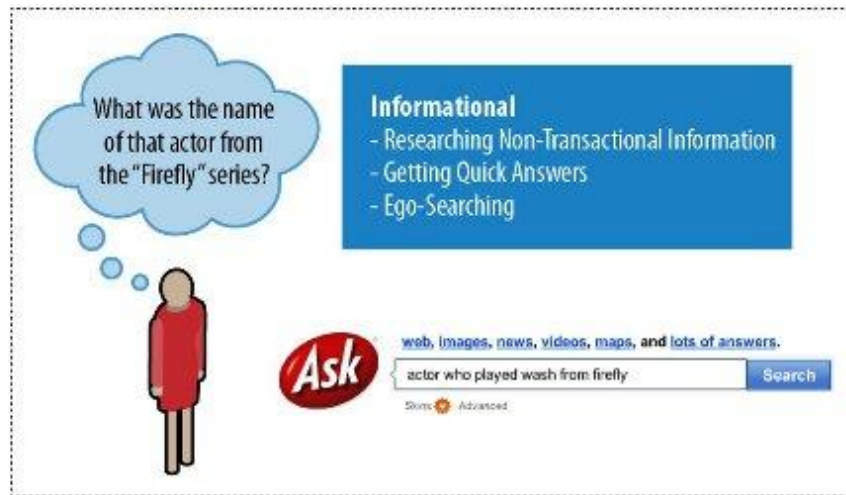 What was the name
of that actor from
the "Firefly" series?
Informational
- Researching Non-Transactional Information
- Getting Quick Answers
- Ego-Searching
web, images, news, videos, maps, and lots of answers.
Ask
actor who played wash from firefly
Search
Skins Advanced